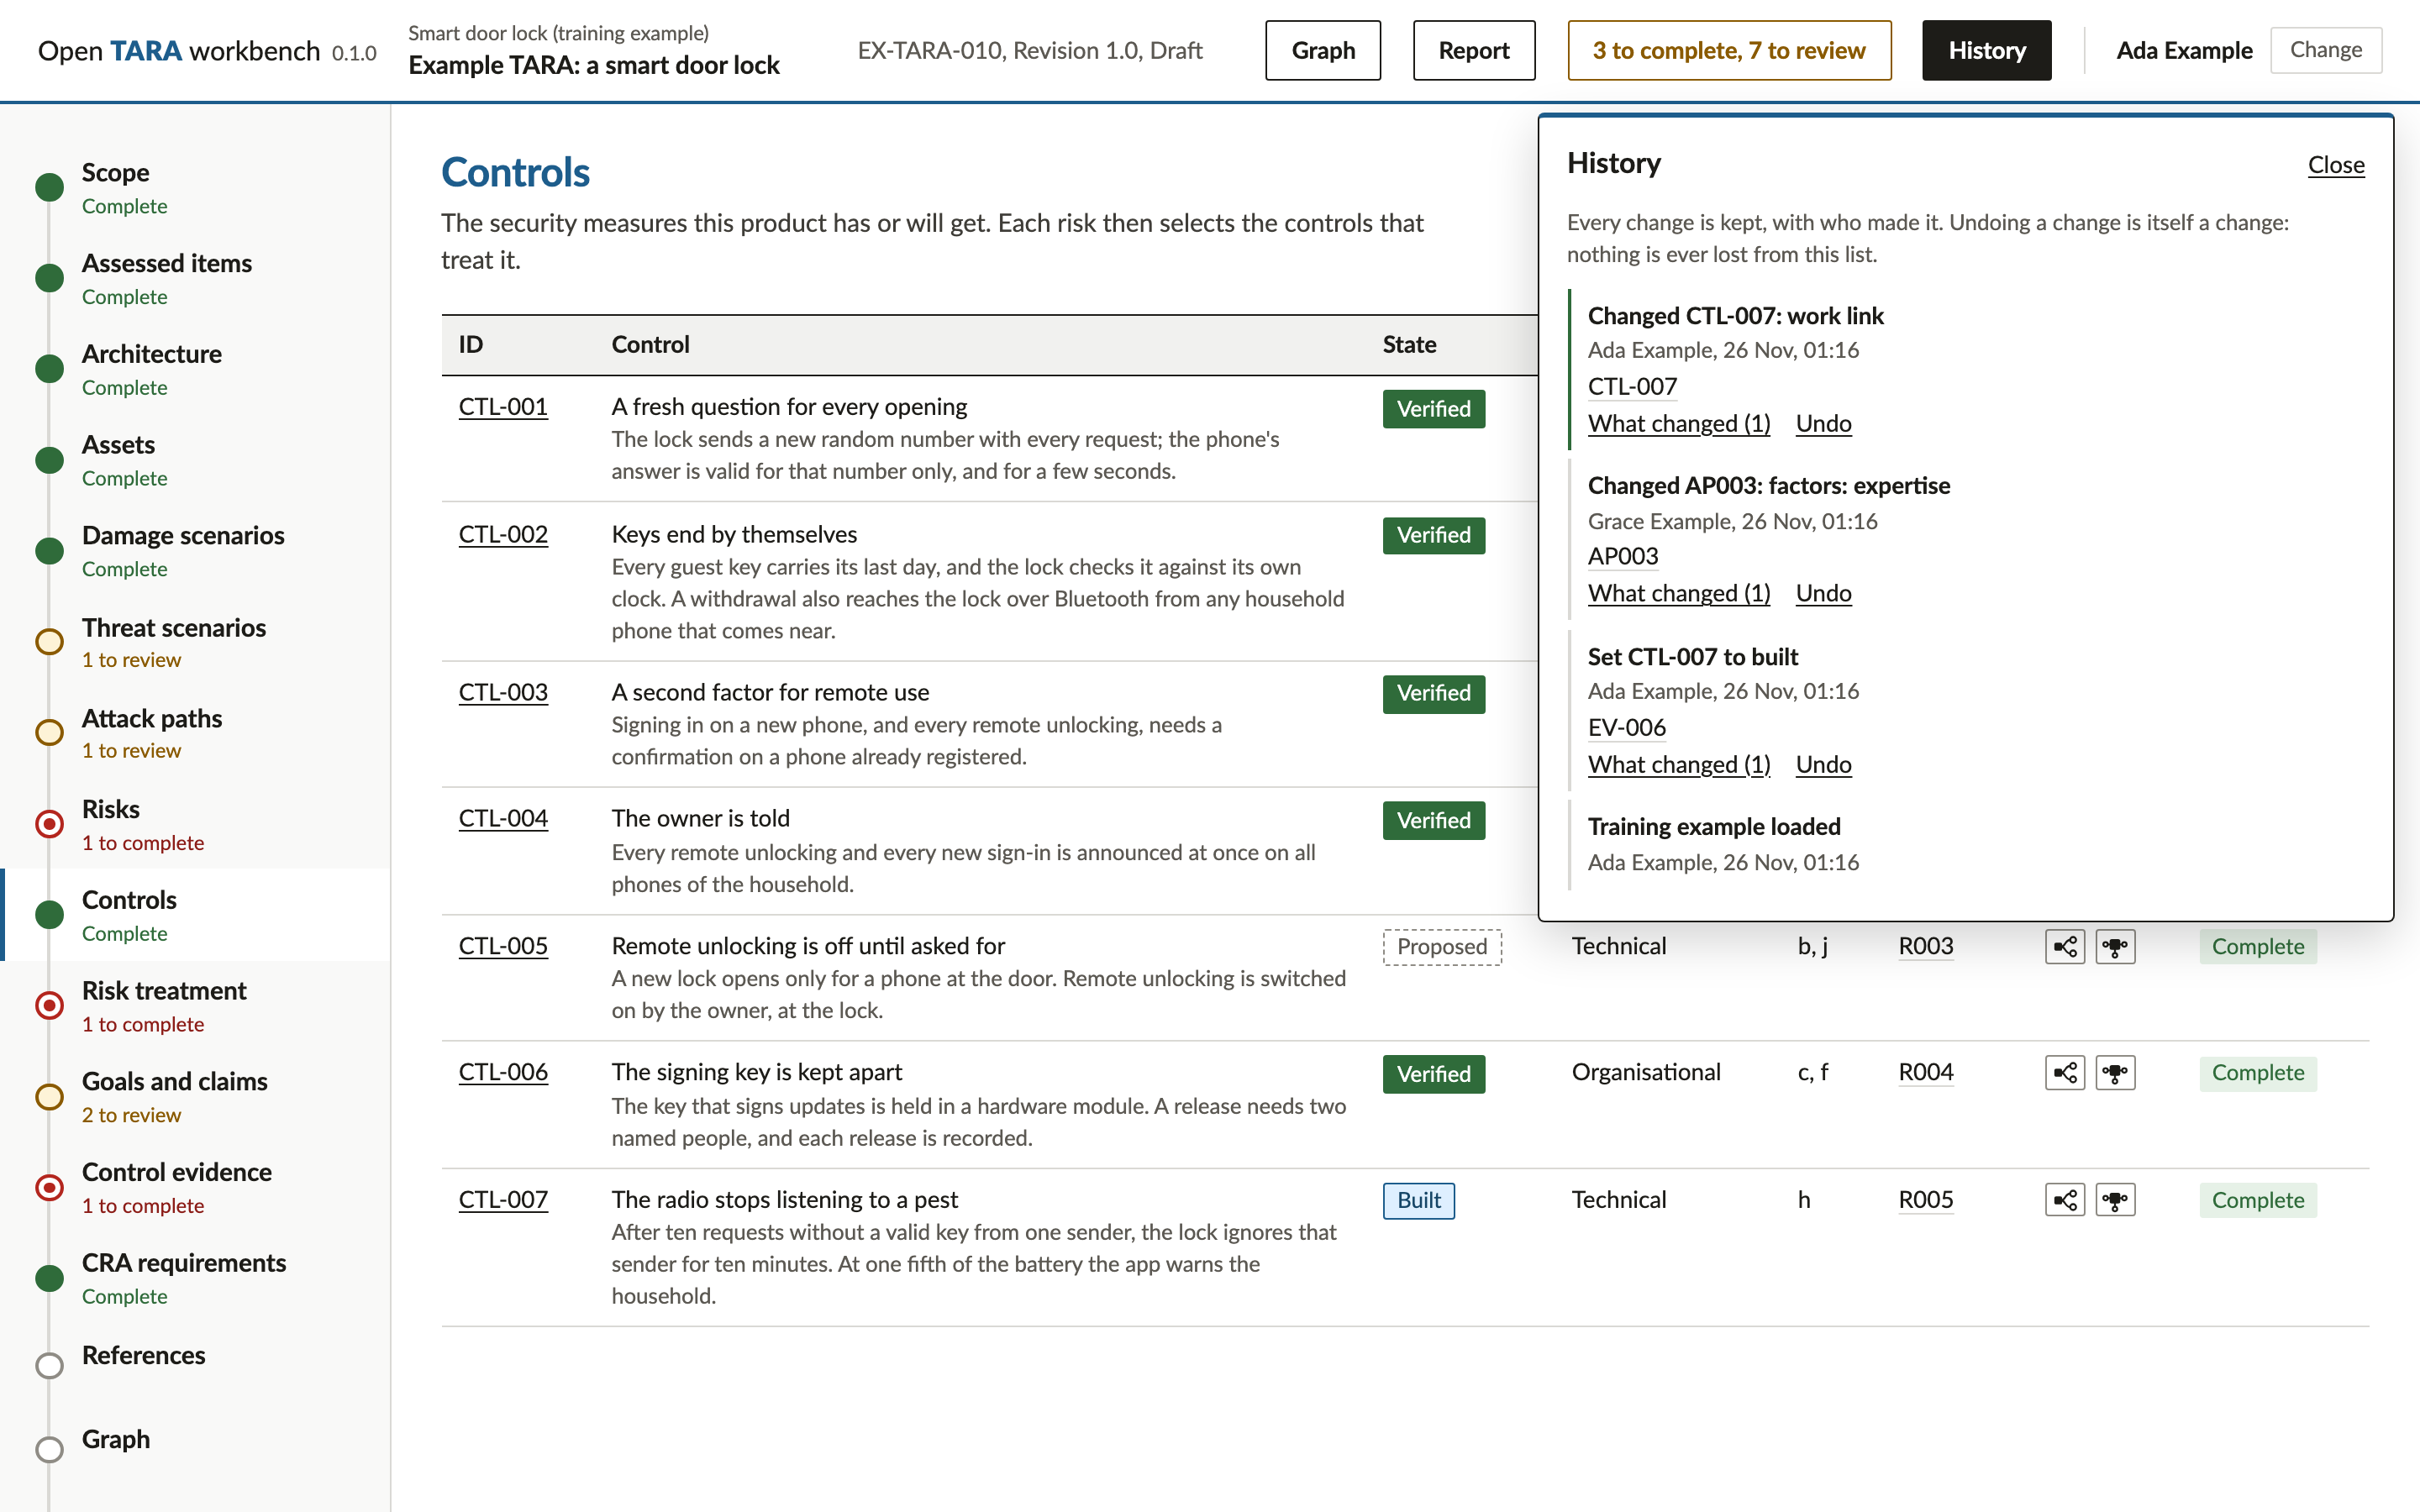 Open TARA workbench 0.1.0
Smart door lock (training example)
Example TARA: a smart door lock
EX-TARA-010, Revision 1.0, Draft
Graph
Report
3 to complete, 7 to review
History
Ada Example
Change
Scope
Complete
Assessed items
Complete
Architecture
Complete
Assets
Complete
Damage scenarios
Complete
Threat scenarios
1 to review
Attack paths
1 to review
Risks
1 to complete
Controls
Complete
Risk treatment
1 to complete
Goals and claims
2 to review
Control evidence
1 to complete
CRA requirements
Complete
References
Graph
Controls
The security measures this product has or will get. Each risk then selects the controls that
treat it.
ID Control State
CTL-001 A fresh question for every opening Verified
The lock sends a new random number with every request; the phone's
answer is valid for that number only, and for a few seconds.
CTL-002 Keys end by themselves Verified
Every guest key carries its last day, and the lock checks it against its own
clock. A withdrawal also reaches the lock over Bluetooth from any household
phone that comes near.
CTL-003 A second factor for remote use Verified
Signing in on a new phone, and every remote unlocking, needs a
confirmation on a phone already registered.
CTL-004 The owner is told Verified
Every remote unlocking and every new sign-in is announced at once on all
phones of the household.
CTL-005 Remote unlocking is off until asked for Proposed Technical b, j R003 Complete
A new lock opens only for a phone at the door. Remote unlocking is switched
on by the owner, at the lock.
CTL-006 The signing key is kept apart Verified Organisational c, f R004 Complete
The key that signs updates is held in a hardware module. A release needs two
named people, and each release is recorded.
CTL-007 The radio stops listening to a pest Built Technical h R005 Complete
After ten requests without a valid key from one sender, the lock ignores that
sender for ten minutes. At one fifth of the battery the app warns the
household.
History
Close
Every change is kept, with who made it. Undoing a change is itself a change:
nothing is ever lost from this list.
Changed CTL-007: work link
Ada Example, 26 Nov, 01:16
CTL-007
What changed (1) Undo
Changed AP003: factors: expertise
Grace Example, 26 Nov, 01:16
AP003
What changed (1) Undo
Set CTL-007 to built
Ada Example, 26 Nov, 01:16
EV-006
What changed (1) Undo
Training example loaded
Ada Example, 26 Nov, 01:16